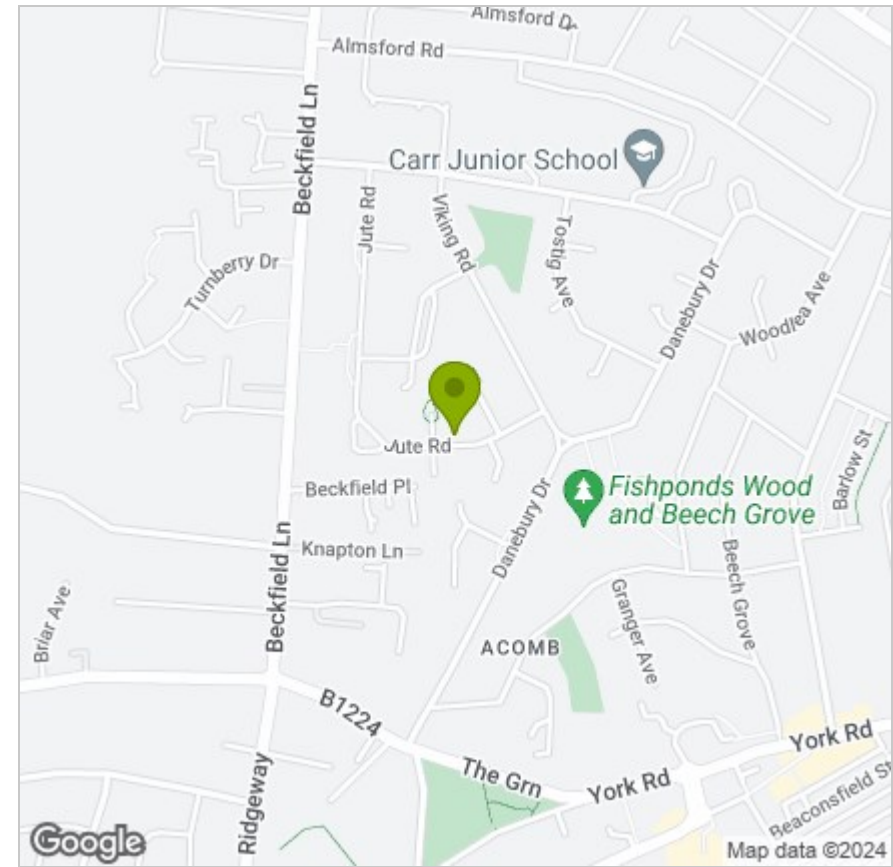 Almsford Dr
Almsford Rd
Beckfield Ln
Carr Junior School
Jute Rd
Viking Rd
Tostig Ave
Turnberry Dr
Danebury Dr
Woodlea Ave
Jute Rd
Barlow St
Beckfield Pl
Fishponds Wood
and Beech Grove
Danebury Dr
Beckfield Ln
Knapton Ln
Beech Grove
Granger Ave
Briar Ave
ACOMB
B1224
York Rd
The Grn
York Rd
Ridgeway
Beaconsfield St
Google
Map data ©2024